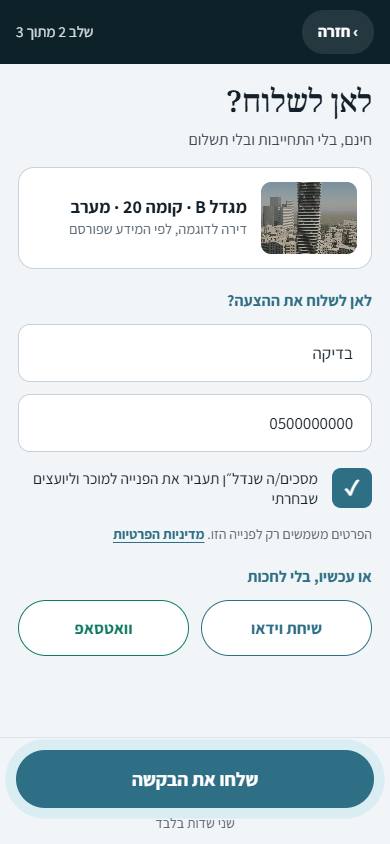 ‹ חזרה
שלב 2 מתוך 3
לאן לשלוח?
חינם, בלי התחייבות ובלי תשלום
מגדל B · קומה 20 · מערב
דירה לדוגמה, לפי המידע שפורסם
לאן לשלוח את ההצעה?
בדיקה
0500000000
מסכים/ה שנדל״ן תעביר את הפנייה למוכר וליועצים
שבחרתי
הפרטים משמשים רק לפנייה הזו. מדיניות הפרטיות
או עכשיו, בלי לחכות
שיחת וידאו
וואטסאפ
שלחו את הבקשה
שני שדות בלבד